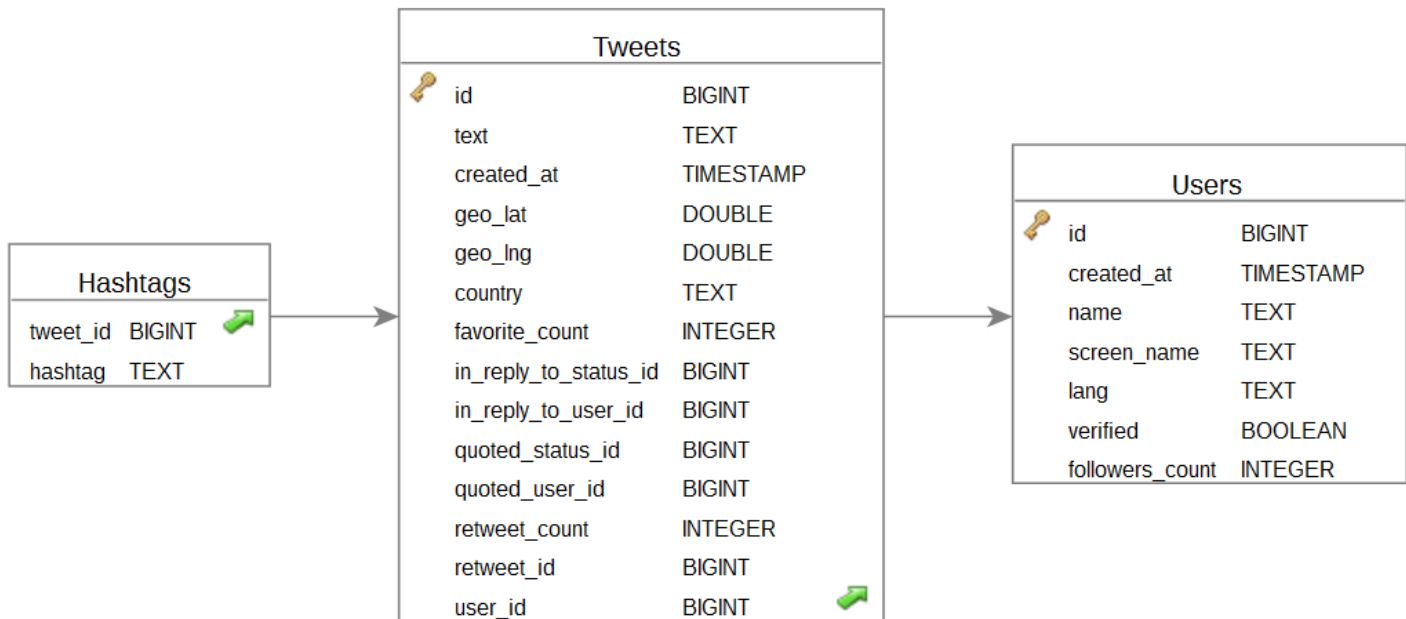 Hashtags
tweet_id BIGINT
hashtag TEXT
Tweets
id BIGINT
text TEXT
created_at TIMESTAMP
geo_lat DOUBLE
geo_lng DOUBLE
country TEXT
favorite_count INTEGER
in_reply_to_status_id BIGINT
in_reply_to_user_id BIGINT
quoted_status_id BIGINT
quoted_user_id BIGINT
retweet_count INTEGER
retweet_id BIGINT
user_id BIGINT
Users
id BIGINT
created_at TIMESTAMP
name TEXT
screen_name TEXT
lang TEXT
verified BOOLEAN
followers_count INTEGER